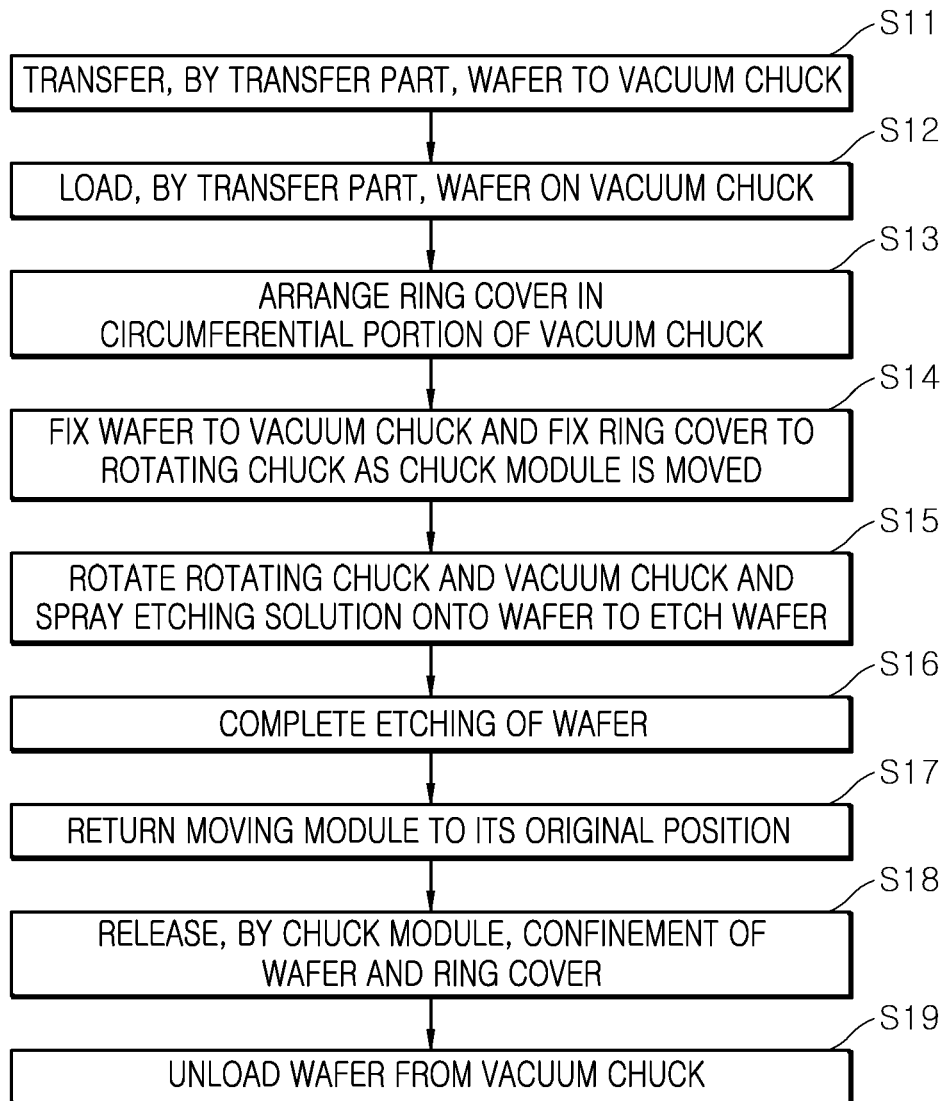 S11
TRANSFER, BY TRANSFER PART, WAFER TO VACUUM CHUCK
S12
LOAD, BY TRANSFER PART, WAFER ON VACUUM CHUCK
S13
ARRANGE RING COVER IN
CIRCUMFERENTIAL PORTION OF VACUUM CHUCK
S14
FIX WAFER TO VACUUM CHUCK AND FIX RING COVER TO
ROTATING CHUCK AS CHUCK MODULE IS MOVED
S15
ROTATE ROTATING CHUCK AND VACUUM CHUCK AND
SPRAY ETCHING SOLUTION ONTO WAFER TO ETCH WAFER
S16
COMPLETE ETCHING OF WAFER
S17
RETURN MOVING MODULE TO ITS ORIGINAL POSITION
S18
RELEASE, BY CHUCK MODULE, CONFINEMENT OF
WAFER AND RING COVER
S19
UNLOAD WAFER FROM VACUUM CHUCK